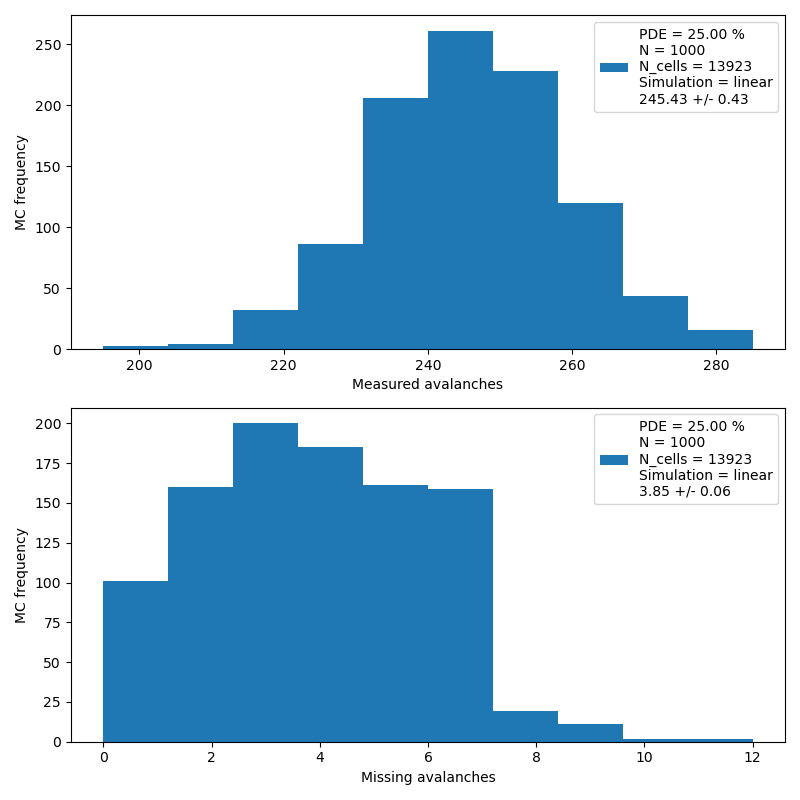 PDE = 25.00 %
N = 1000
N_cells = 13923
Simulation = linear
245.43 +/- 0.43
MC frequency
250
200
150
100
50
0
200 220 240 260 280
Measured avalanches
PDE = 25.00 %
N = 1000
N_cells = 13923
Simulation = linear
3.85 +/- 0.06
MC frequency
200
175
150
125
100
75
50
25
0
0 2 4 6 8 10 12
Missing avalanches